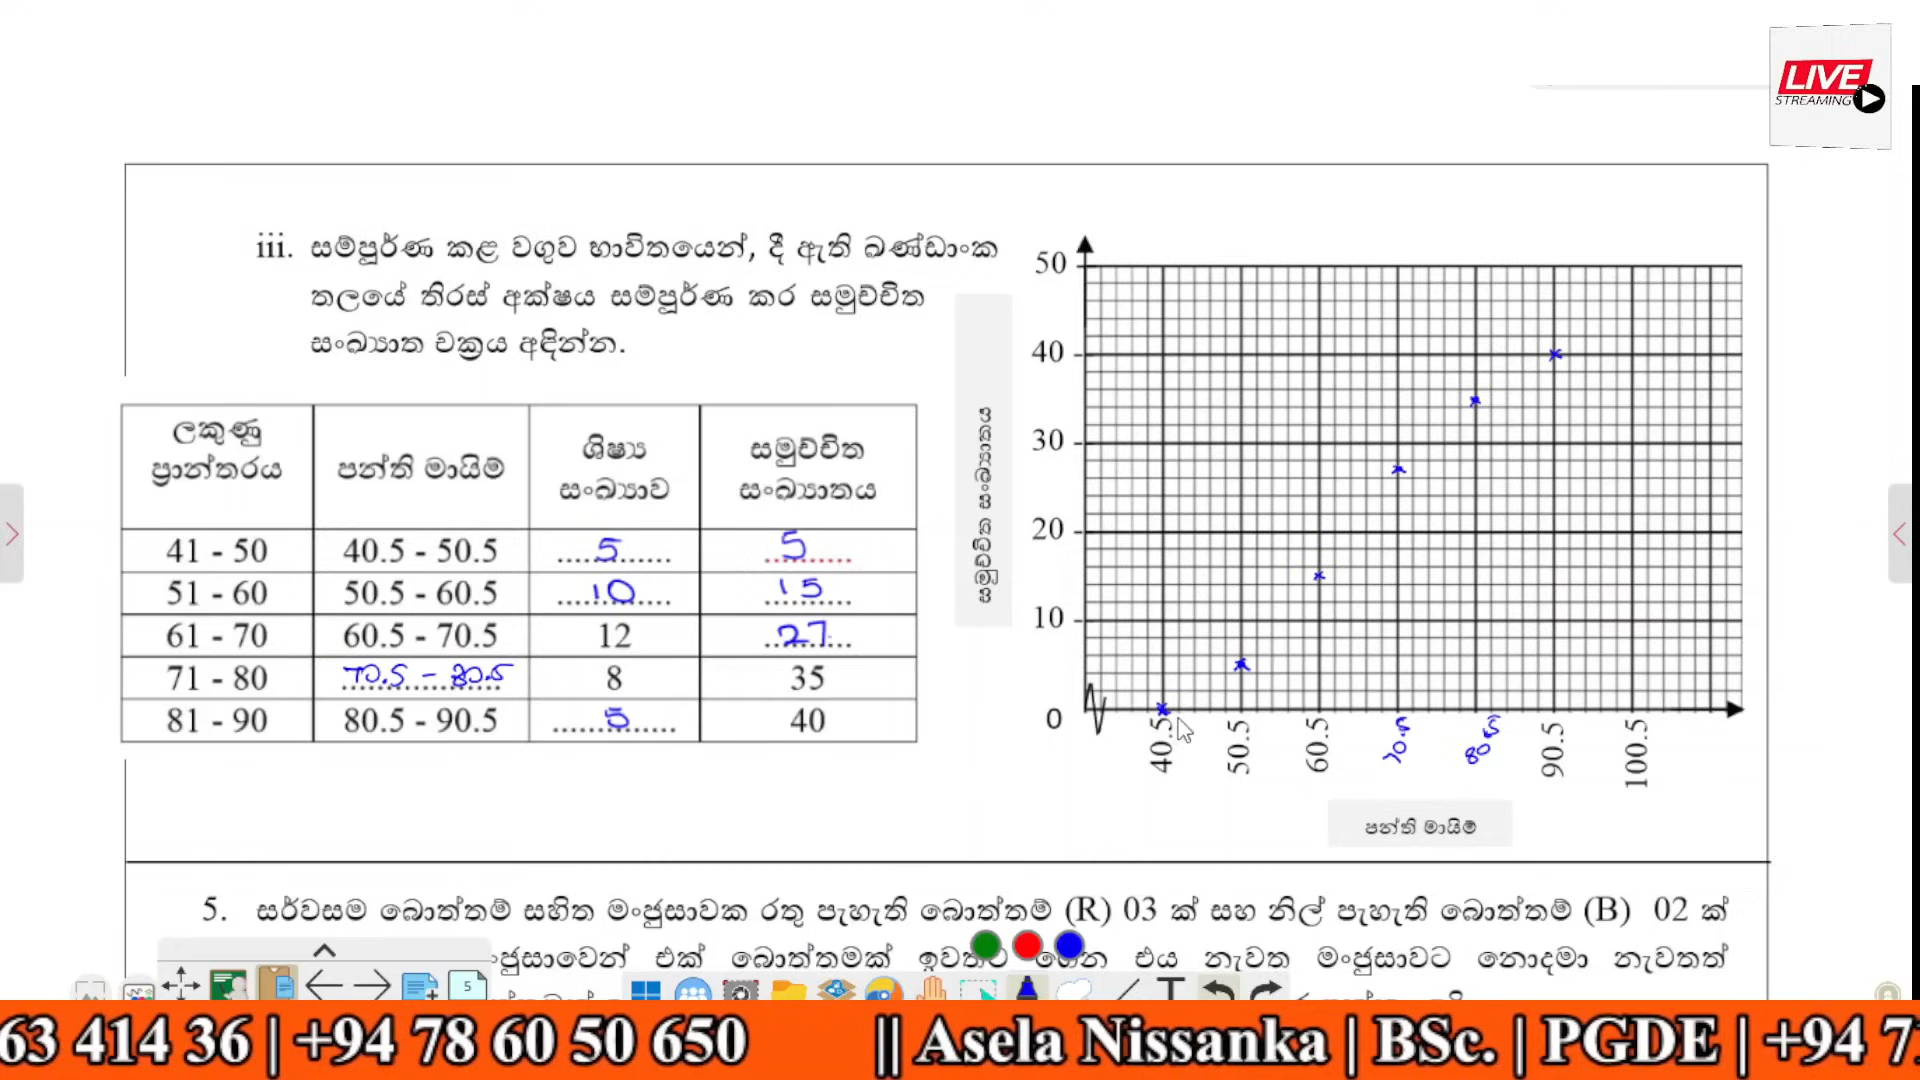 LIVE
STREAMING
iii. සම්පූර්ණ කළ වගුව භාවිතයෙන්, දී ඇති ඛණ්ඩාංක
තලයේ තිරස් අක්ෂය සම්පූර්ණ කර සමුච්චිත
සංඛ්‍යාත වක්‍රය අඳින්න.
ලකුණු ප්‍රාන්තරය | පන්ති මායිම් | ශිෂ්‍ය සංඛ්‍යාව | සමුච්චිත සංඛ්‍යාතය
41 - 50 | 40.5 - 50.5 | 5 | 5
51 - 60 | 50.5 - 60.5 | 10 | 15
61 - 70 | 60.5 - 70.5 | 12 | 27
71 - 80 | 70.5 - 80.5 | 8 | 35
81 - 90 | 80.5 - 90.5 | 5 | 40
සමුච්චිත සංඛ්‍යාතය
50
40
30
20
10
0
40.5 50.5 60.5 70.5 80.5 90.5 100.5
පන්ති මායිම්
5. සර්වසම බොත්තම් සහිත මංජුසාවක රතු පැහැති බොත්තම් (R) 03 ක් සහ නිල් පැහැති බොත්තම් (B) 02 ක්
එක් බොත්තමක් ඉවතට ගෙන එය නැවත මංජුසාවට නොදමා නැවතත්
5
63 414 36 | +94 78 60 50 650 || Asela Nissanka | BSc. | PGDE | +94 7